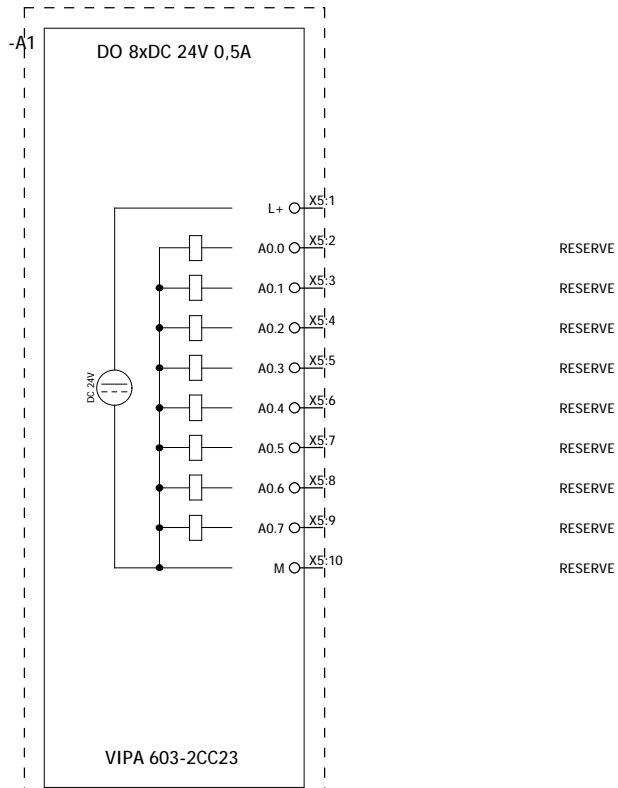 -A1
DO 8xDC 24V 0,5A
L+ X5:1
A0.0 X5:2 RESERVE
A0.1 X5:3 RESERVE
A0.2 X5:4 RESERVE
A0.3 X5:5 RESERVE
DC 24V
A0.4 X5:6 RESERVE
A0.5 X5:7 RESERVE
A0.6 X5:8 RESERVE
A0.7 X5:9 RESERVE
M X5:10 RESERVE
VIPA 603-2CC23